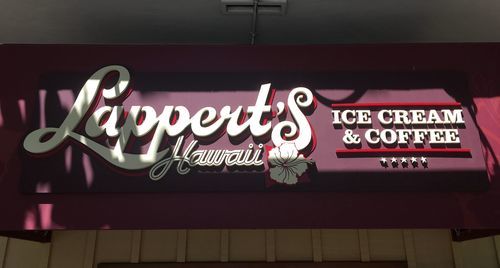 Lappert's
Hawaii
ICE CREAM
& COFFEE